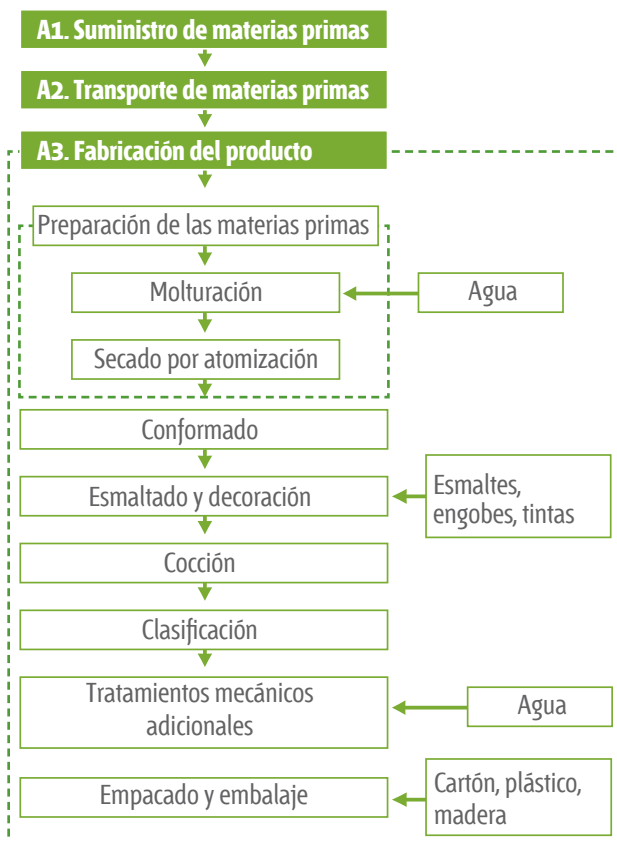 A1. Suministro de materias primas
A2. Transporte de materias primas
A3. Fabricación del producto
Preparación de las materias primas
Molturación
Agua
Secado por atomización
Conformado
Esmaltado y decoración
Esmaltes,
engobes, tintas
Cocción
Clasificación
Tratamientos mecánicos
adicionales
Agua
Empacado y embalaje
Cartón, plástico,
madera